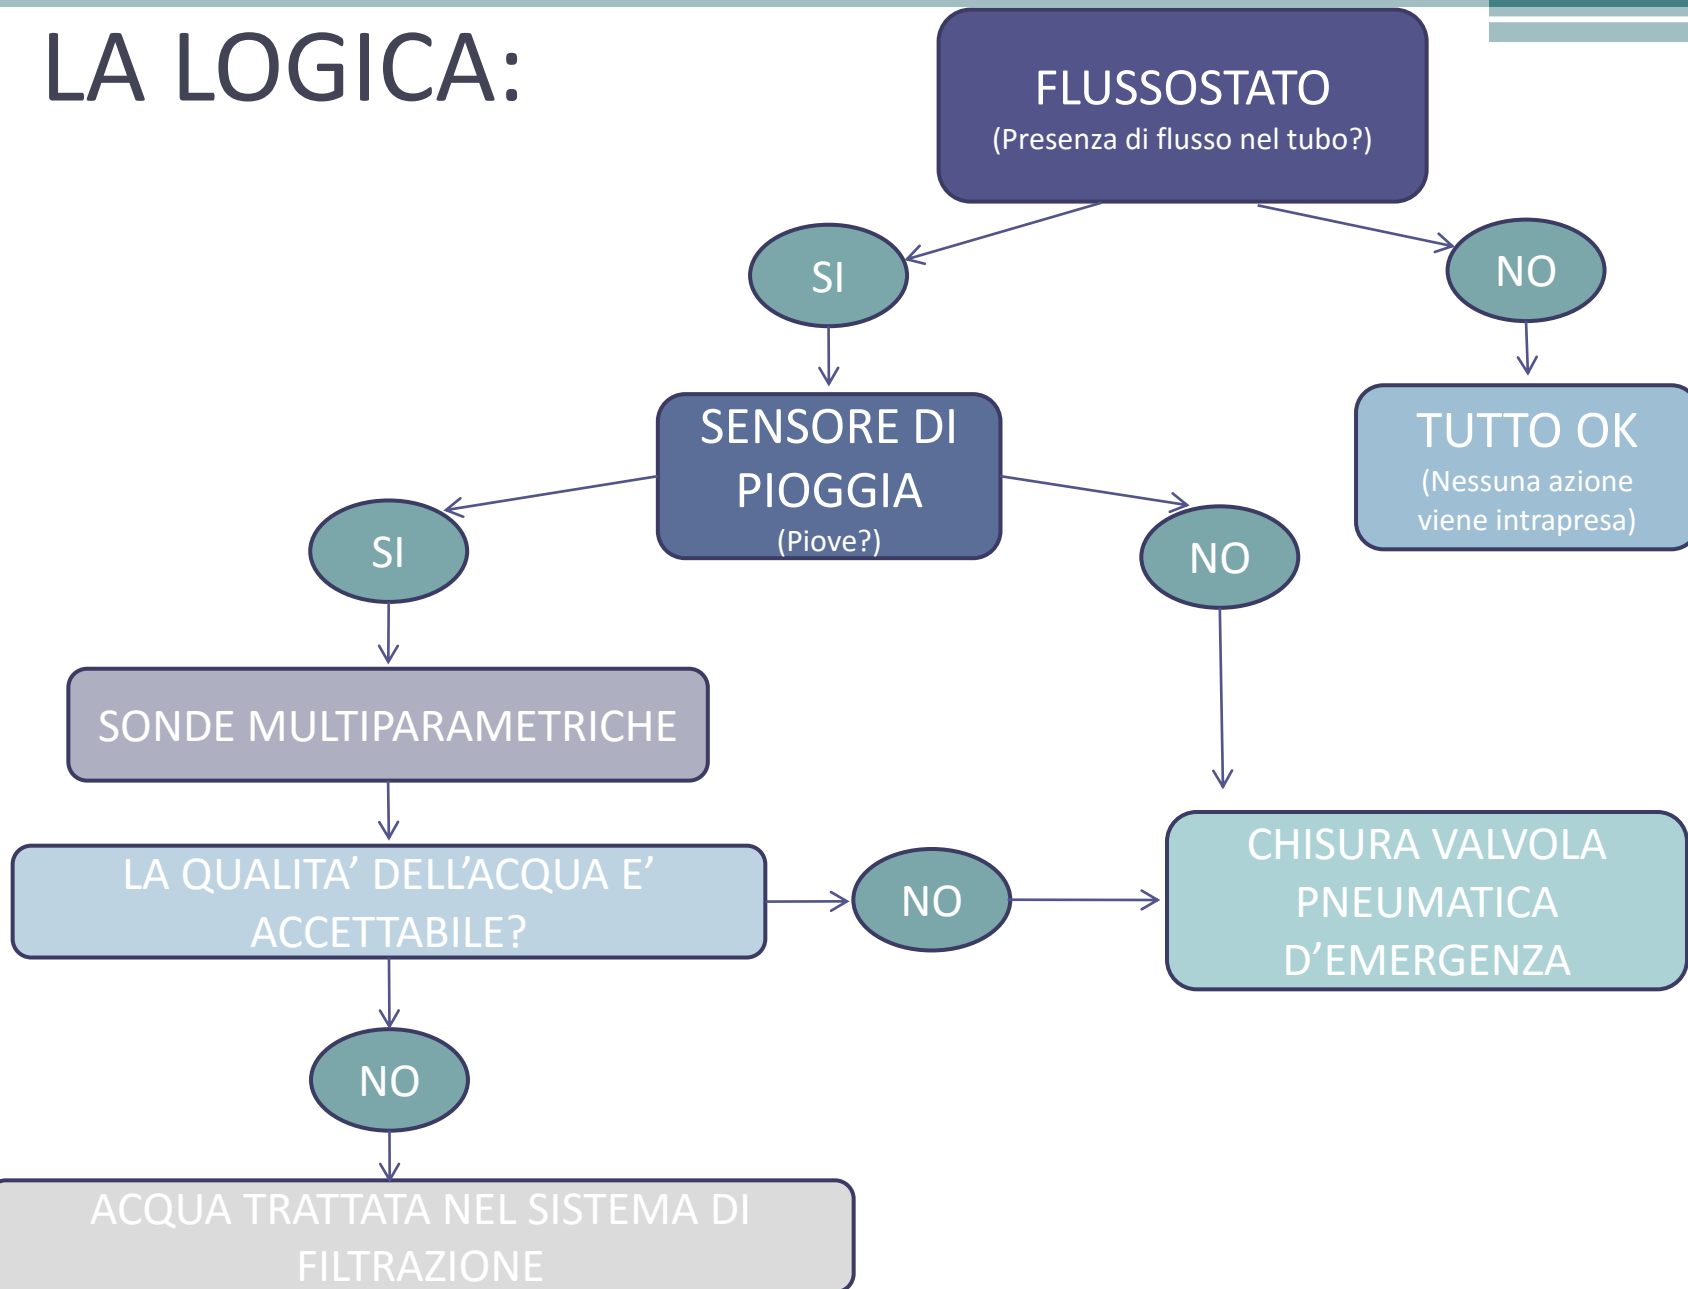 LA LOGICA:
FLUSSOSTATO
(Presenza di flusso nel tubo?)
SI
NO
SENSORE DI
PIOGGIA
(Piove?)
TUTTO OK
(Nessuna azione
viene intrapresa)
SI
NO
SONDE MULTIPARAMETRICHE
LA QUALITA’ DELL’ACQUA E’
ACCETTABILE?
NO
CHISURA VALVOLA
PNEUMATICA
D’EMERGENZA
NO
ACQUA TRATTATA NEL SISTEMA DI
FILTRAZIONE